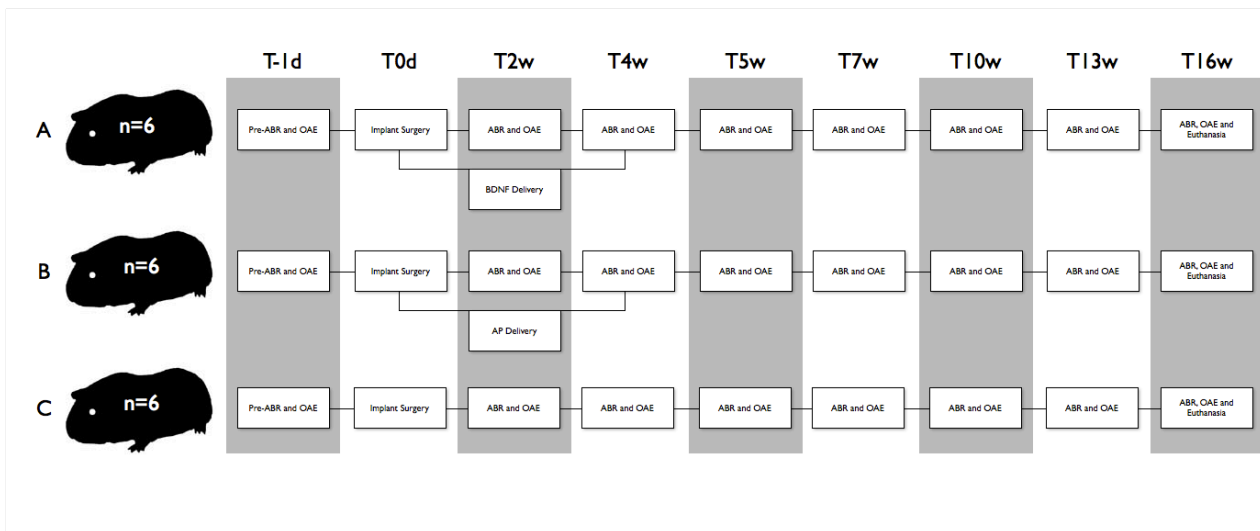 T-1d T0d T2w T4w T5w T7w T10w T13w T16w
A n=6 Pre-ABR and OAE Implant Surgery ABR and OAE ABR and OAE ABR and OAE ABR and OAE ABR and OAE ABR and OAE ABR, OAE and
Euthanasia
BDNF Delivery
B n=6 Pre-ABR and OAE Implant Surgery ABR and OAE ABR and OAE ABR and OAE ABR and OAE ABR and OAE ABR and OAE ABR, OAE and
Euthanasia
AP Delivery
C n=6 Pre-ABR and OAE Implant Surgery ABR and OAE ABR and OAE ABR and OAE ABR and OAE ABR and OAE ABR and OAE ABR, OAE and
Euthanasia